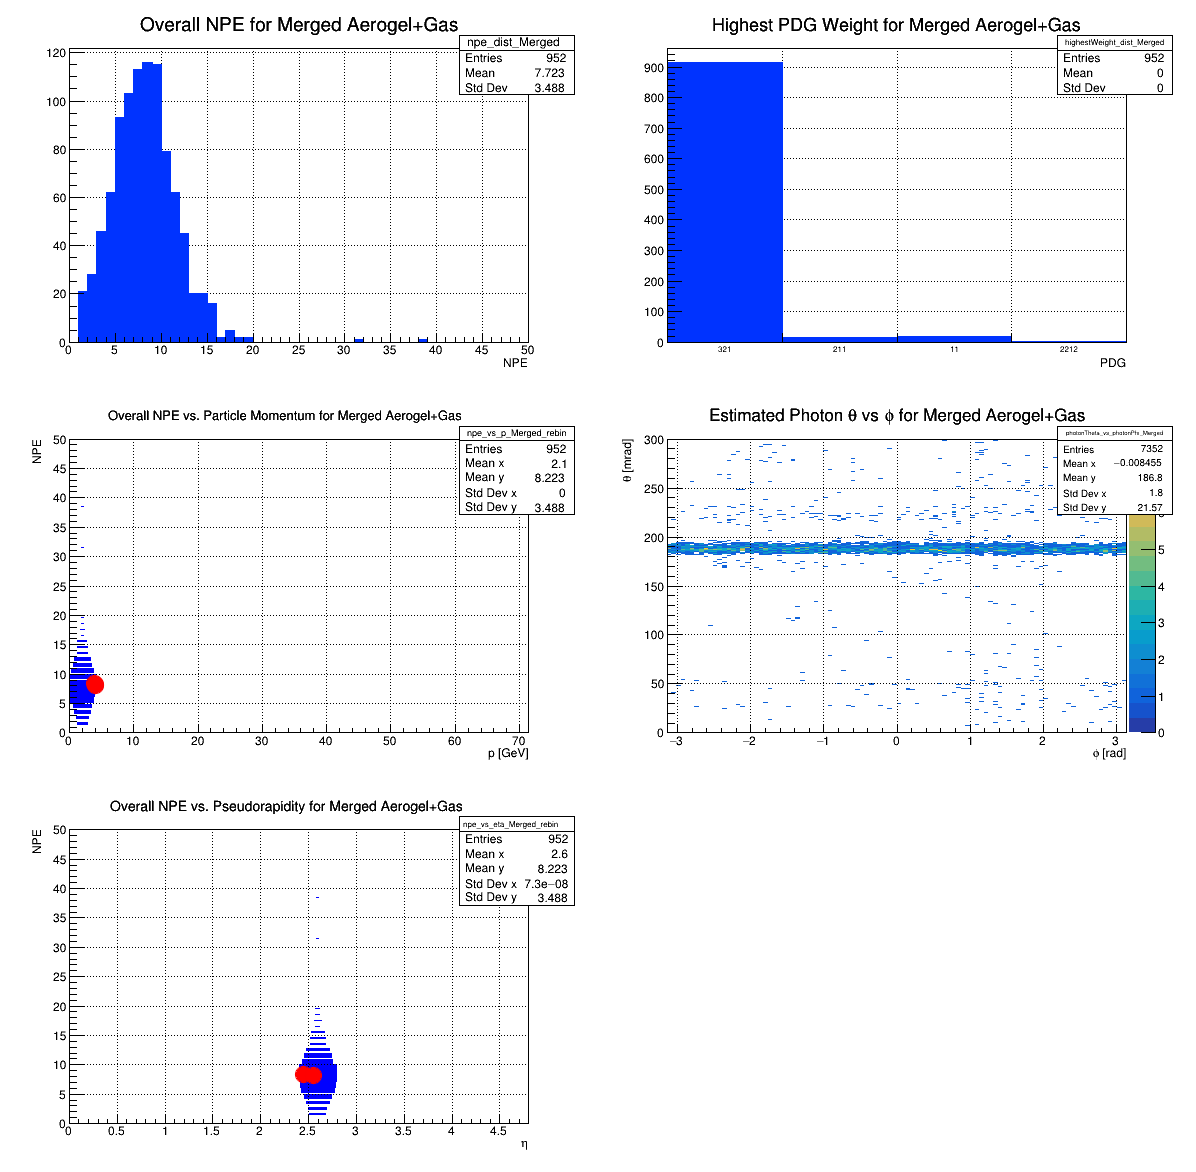 Overall NPE for Merged Aerogel+Gas
npe_dist_Merged
Entries 952
Mean 7.723
Std Dev 3.488
120
100
80
60
40
20
0
0 5 10 15 20 25 30 35 40 45 50
NPE
Highest PDG Weight for Merged Aerogel+Gas
highestWeight_dist_Merged
Entries 952
Mean 0
Std Dev 0
900
800
700
600
500
400
300
200
100
0
321 211 11 2212
PDG
Overall NPE vs. Particle Momentum for Merged Aerogel+Gas
npe_vs_p_Merged_rebin
Entries 952
Mean x 2.1
Mean y 8.223
Std Dev x 0
Std Dev y 3.488
NPE
50
45
40
35
30
25
20
15
10
5
0
0 10 20 30 40 50 60 70
p [GeV]
Estimated Photon θ vs ϕ for Merged Aerogel+Gas
photonTheta_vs_photonPhi_Merged
Entries 7352
Mean x −0.008455
Mean y 186.8
Std Dev x 1.8
Std Dev y 21.57
θ [mrad]
300
250
200
150
100
50
0
−3 −2 −1 0 1 2 3
ϕ [rad]
5
4
3
2
1
0
Overall NPE vs. Pseudorapidity for Merged Aerogel+Gas
npe_vs_eta_Merged_rebin
Entries 952
Mean x 2.6
Mean y 8.223
Std Dev x 7.3e−08
Std Dev y 3.488
NPE
50
45
40
35
30
25
20
15
10
5
0
0 0.5 1 1.5 2 2.5 3 3.5 4 4.5
η